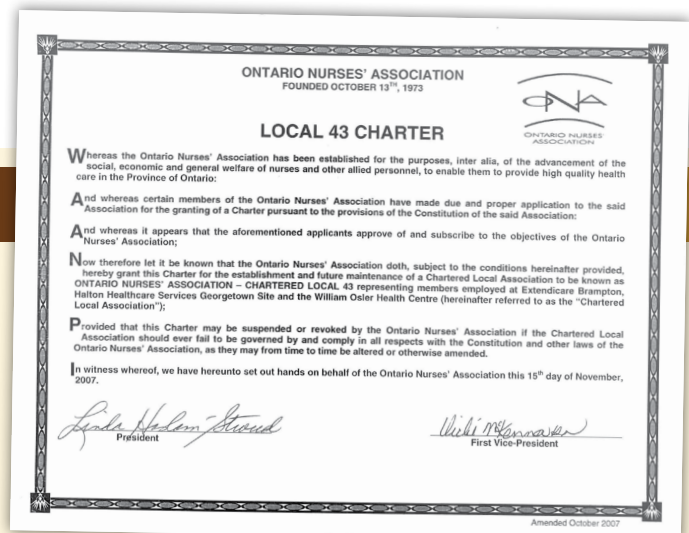 ONTARIO NURSES' ASSOCIATION
FOUNDED OCTOBER 13TH, 1973
ONA
ONTARIO NURSES'
ASSOCIATION
LOCAL 43 CHARTER
Whereas the Ontario Nurses' Association has been established for the purposes, inter alia, of the advancement of the
social, economic and general welfare of nurses and other allied personnel, to enable them to provide high quality health
care in the Province of Ontario:
And whereas certain members of the Ontario Nurses' Association have made due and proper application to the said
Association for the granting of a Charter pursuant to the provisions of the Constitution of the said Association:
And whereas it appears that the aforementioned applicants approve of and subscribe to the objectives of the Ontario
Nurses' Association;
Now therefore let it be known that the Ontario Nurses' Association doth, subject to the conditions hereinafter provided,
hereby grant this Charter for the establishment and future maintenance of a Chartered Local Association to be known as
ONTARIO NURSES' ASSOCIATION – CHARTERED LOCAL 43 representing members employed at Extendicare Brampton,
Halton Healthcare Services Georgetown Site and the William Osler Health Centre (hereinafter referred to as the "Chartered
Local Association");
Provided that this Charter may be suspended or revoked by the Ontario Nurses' Association if the Chartered Local
Association should ever fail to be governed by and comply in all respects with the Constitution and other laws of the
Ontario Nurses' Association, as they may from time to time be altered or otherwise amended.
In witness whereof, we have hereunto set out hands on behalf of the Ontario Nurses' Association this 15th day of November,
2007.
Linda Haslam-Stroud
President
Vicki McKenna RN
First Vice-President
Amended October 2007